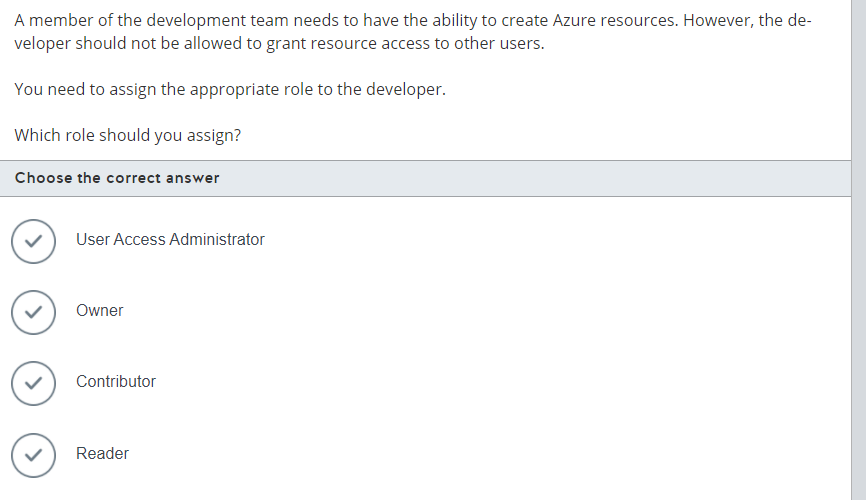 A member of the development team needs to have the ability to create Azure resources. However, the de-
veloper should not be allowed to grant resource access to other users.
You need to assign the appropriate role to the developer.
Which role should you assign?
Choose the correct answer
User Access Administrator
Owner
Contributor
Reader